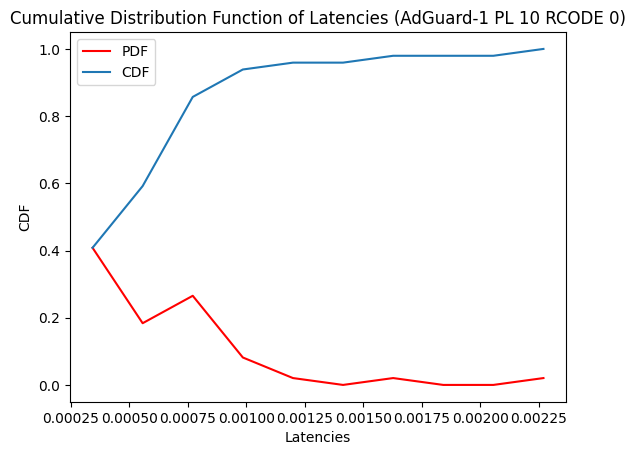 Cumulative Distribution Function of Latencies (AdGuard-1 PL 10 RCODE 0)
PDF
CDF
1.0
0.8
0.6
0.4
0.2
0.0
CDF
0.00025 0.00050 0.00075 0.00100 0.00125 0.00150 0.00175 0.00200 0.00225
Latencies